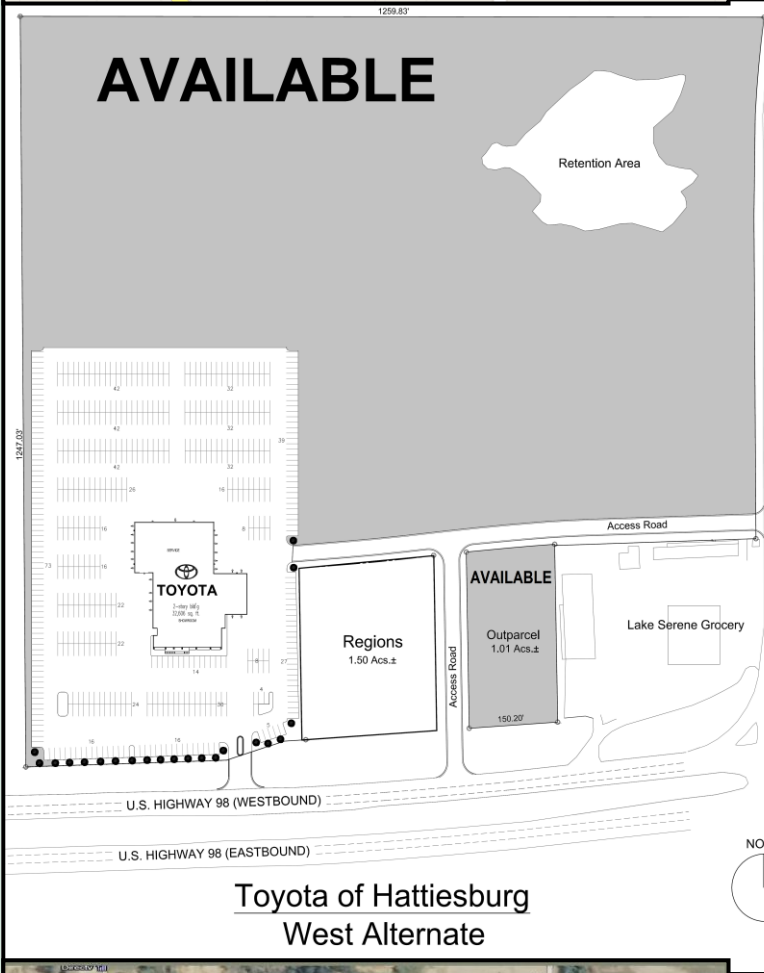 1259.83'
AVAILABLE
Retention Area
1247.03'
42
32
42
32
39
42
32
26
16
16
6
Access Road
73
16
TOYOTA
AVAILABLE
22
2-story Bld'g
Lake Serene Grocery
Outparcel
1.01 Acs.±
22
Regions
1.50 Acs.±
8
27
14
Access Road
4
24
30
150.20'
16
U.S. HIGHWAY 98 (WESTBOUND)
U.S. HIGHWAY 98 (EASTBOUND)
NO
Toyota of Hattiesburg
West Alternate